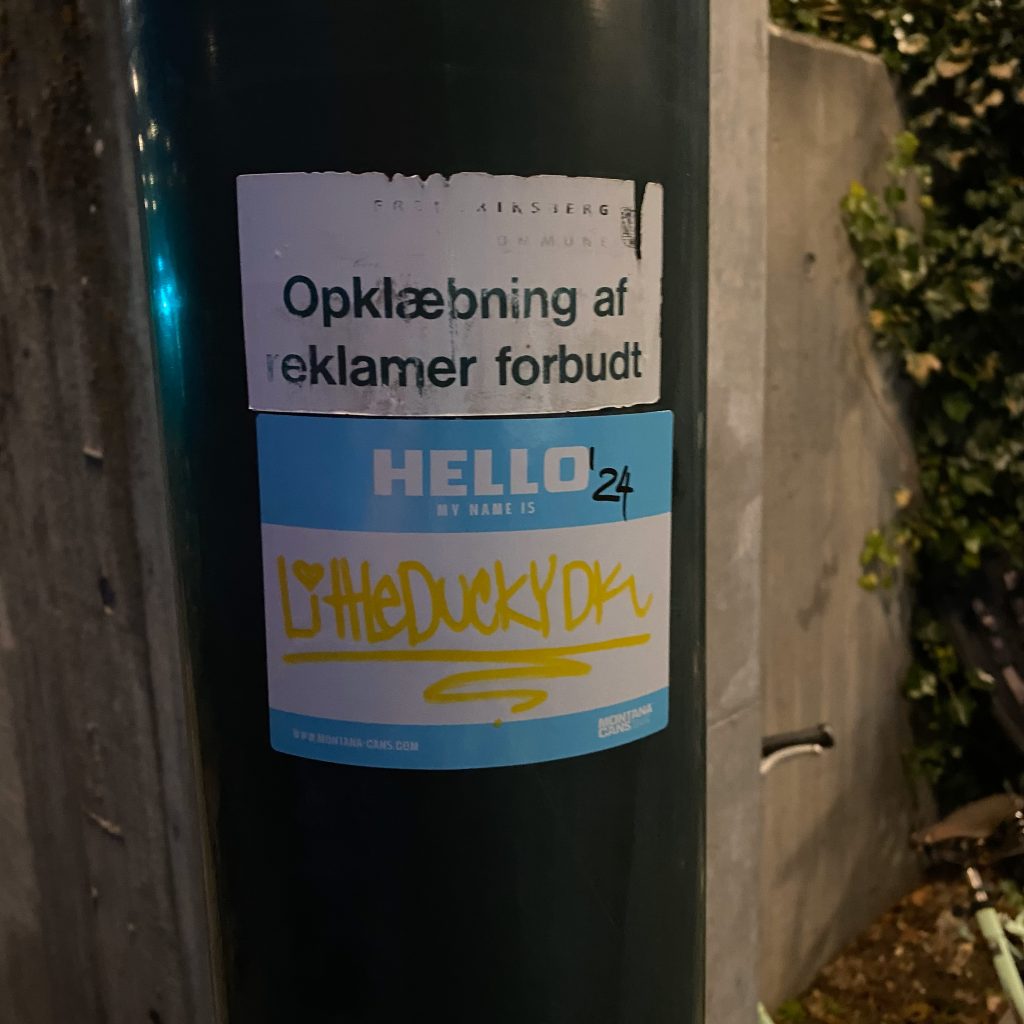 FREDERIKSBERG
KOMMUNE
Opklæbning af
reklamer forbudt
HELLO '24
MY NAME IS
LittleDuckyDK
WWW.MONTANA-CANS.COM
MONTANA
CANS